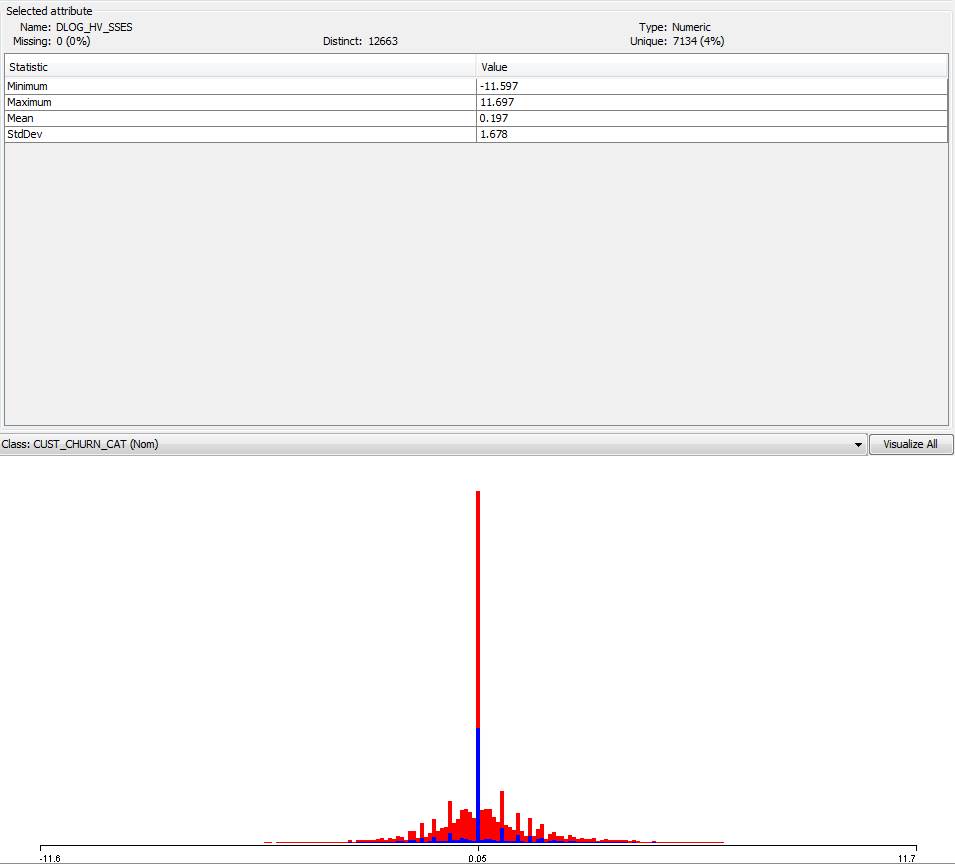 Selected attribute
Name: DLOG_HV_SSES Type: Numeric
Missing: 0 (0%) Distinct: 12663 Unique: 7134 (4%)
Statistic Value
Minimum -11.597
Maximum 11.697
Mean 0.197
StdDev 1.678
Class: CUST_CHURN_CAT (Nom) Visualize All
-11.6 0.05 11.7